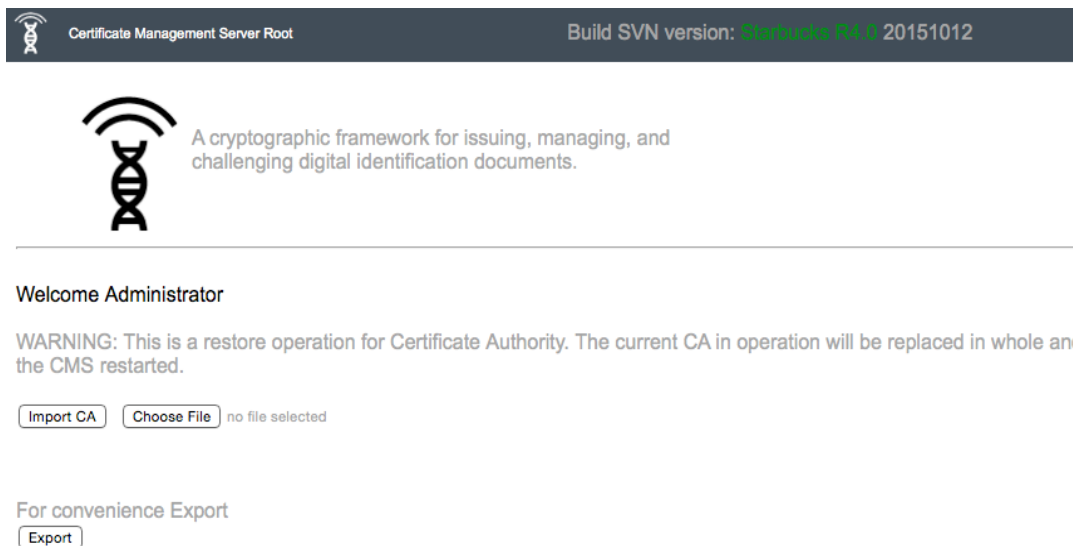 Certificate Management Server Root
Build SVN version: Starbucks R4.0 20151012
A cryptographic framework for issuing, managing, and
challenging digital identification documents.
Welcome Administrator
WARNING: This is a restore operation for Certificate Authority. The current CA in operation will be replaced in whole an
the CMS restarted.
Import CA Choose File no file selected
For convenience Export
Export